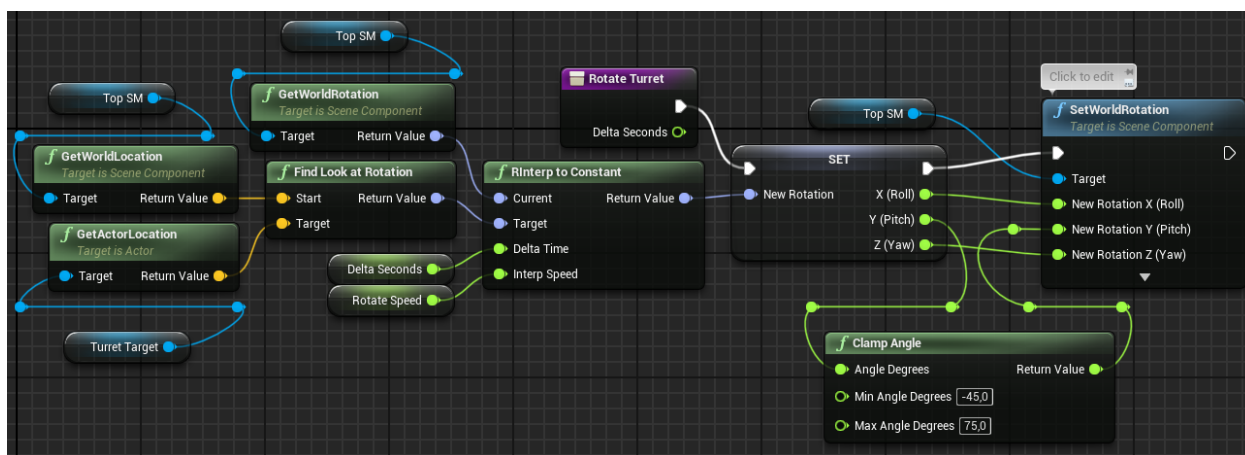 Top SM
GetWorldRotation
Target is Scene Component
Target Return Value
Top SM
GetWorldLocation
Target is Scene Component
Target Return Value
Find Look at Rotation
Start Return Value
Target
GetActorLocation
Target is Actor
Target Return Value
Turret Target
Delta Seconds
Rotate Speed
RInterp to Constant
Current Return Value
Target
Delta Time
Interp Speed
Rotate Turret
Delta Seconds
SET
New Rotation X (Roll)
Y (Pitch)
Z (Yaw)
Top SM
Click to edit
SetWorldRotation
Target is Scene Component
Target
New Rotation X (Roll)
New Rotation Y (Pitch)
New Rotation Z (Yaw)
Clamp Angle
Angle Degrees Return Value
Min Angle Degrees -45,0
Max Angle Degrees 75,0